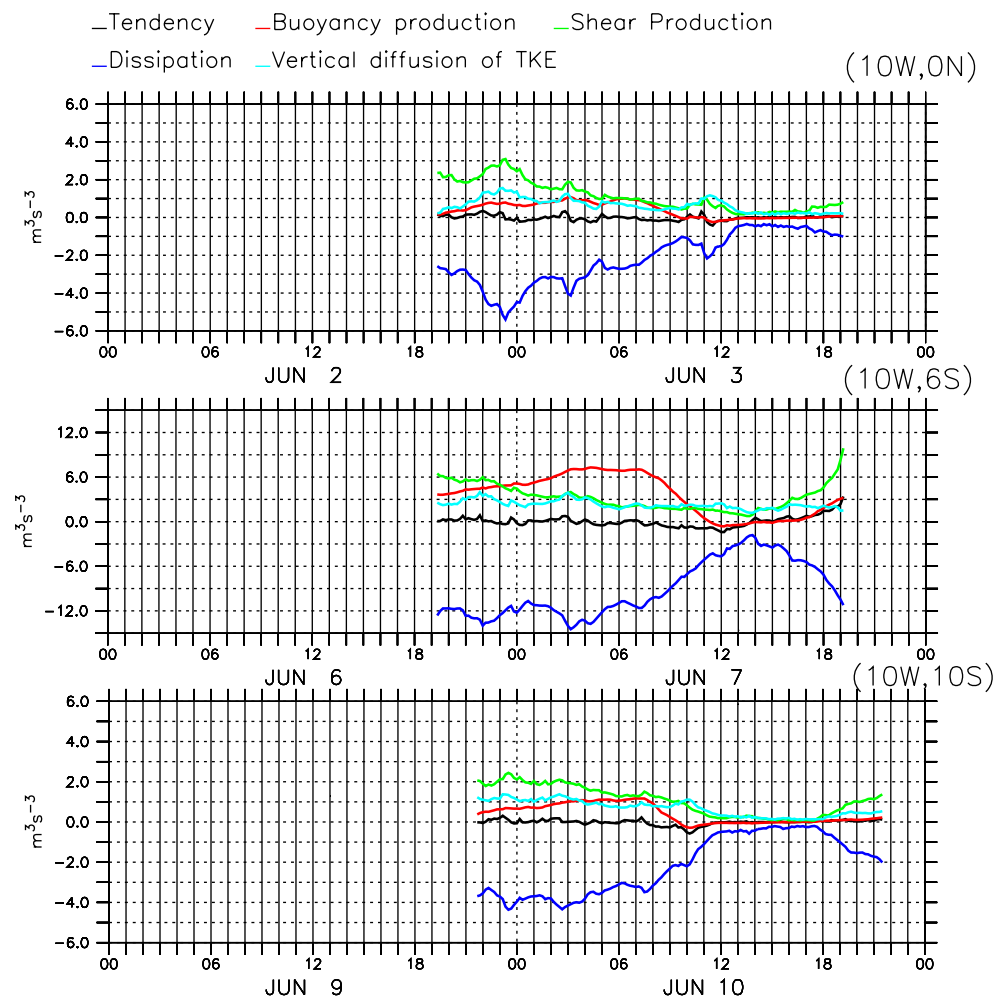 Tendency Buoyancy production Shear Production
Dissipation Vertical diffusion of TKE
(10W,0N)
6.0
4.0
2.0
0.0
-2.0
-4.0
-6.0
m³s⁻³
00 06 12 18 00 06 12 18 00
JUN 2 JUN 3
(10W,6S)
12.0
6.0
0.0
-6.0
-12.0
m³s⁻³
00 06 12 18 00 06 12 18 00
JUN 6 JUN 7
(10W,10S)
6.0
4.0
2.0
0.0
-2.0
-4.0
-6.0
m³s⁻³
00 06 12 18 00 06 12 18 00
JUN 9 JUN 10